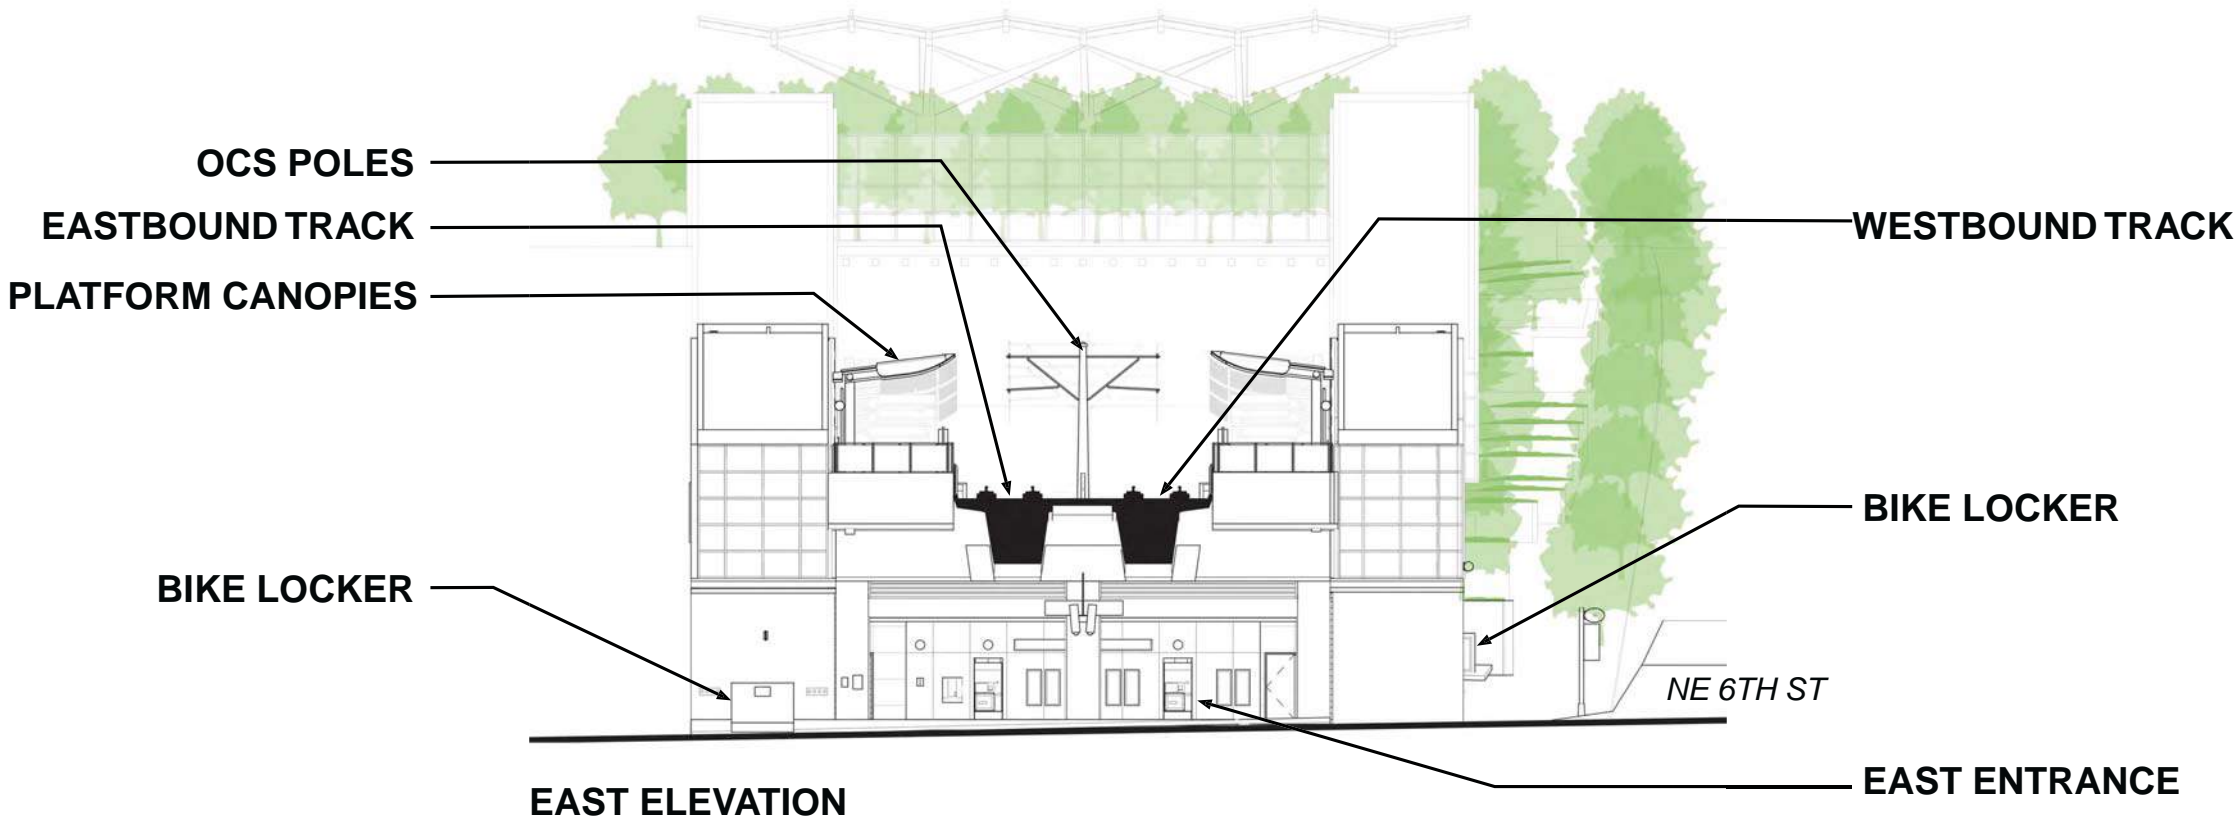 OCS POLES
EASTBOUND TRACK
WESTBOUND TRACK
PLATFORM CANOPIES
BIKE LOCKER
BIKE LOCKER
NE 6TH ST
EAST ENTRANCE
EAST ELEVATION